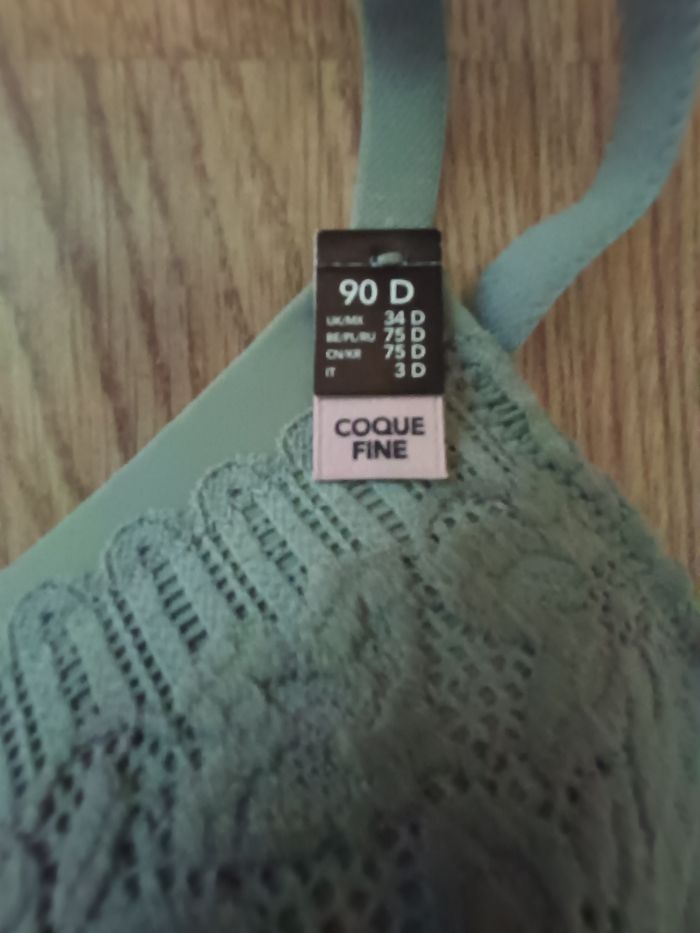 90 D
UK/MX 34 D
BE/PL/RU 75 D
CN/KR 75 D
IT 3 D
COQUE
FINE